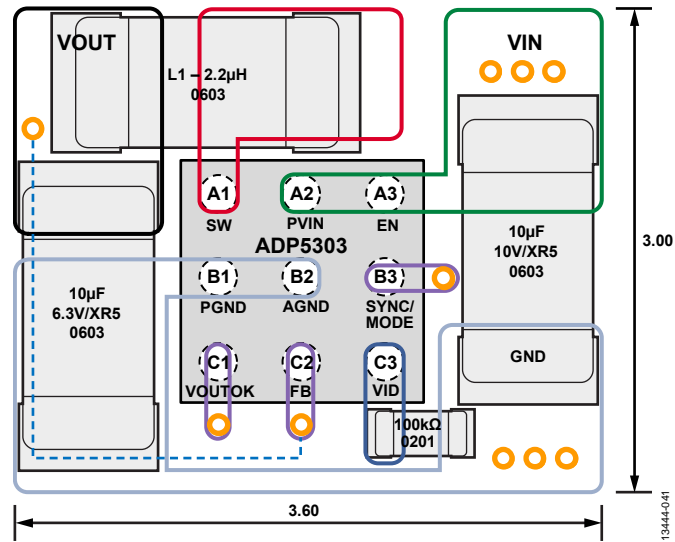 VOUT
VIN
L1 – 2.2µH
0603
A1
A2
A3
SW
PVIN
EN
ADP5303
10µF
10V/XR5
0603
3.00
B1
B2
B3
PGND
AGND
SYNC/
MODE
10µF
6.3V/XR5
0603
GND
C1
C2
C3
VOUTOK
FB
VID
100kΩ
0201
3.60
13444-041